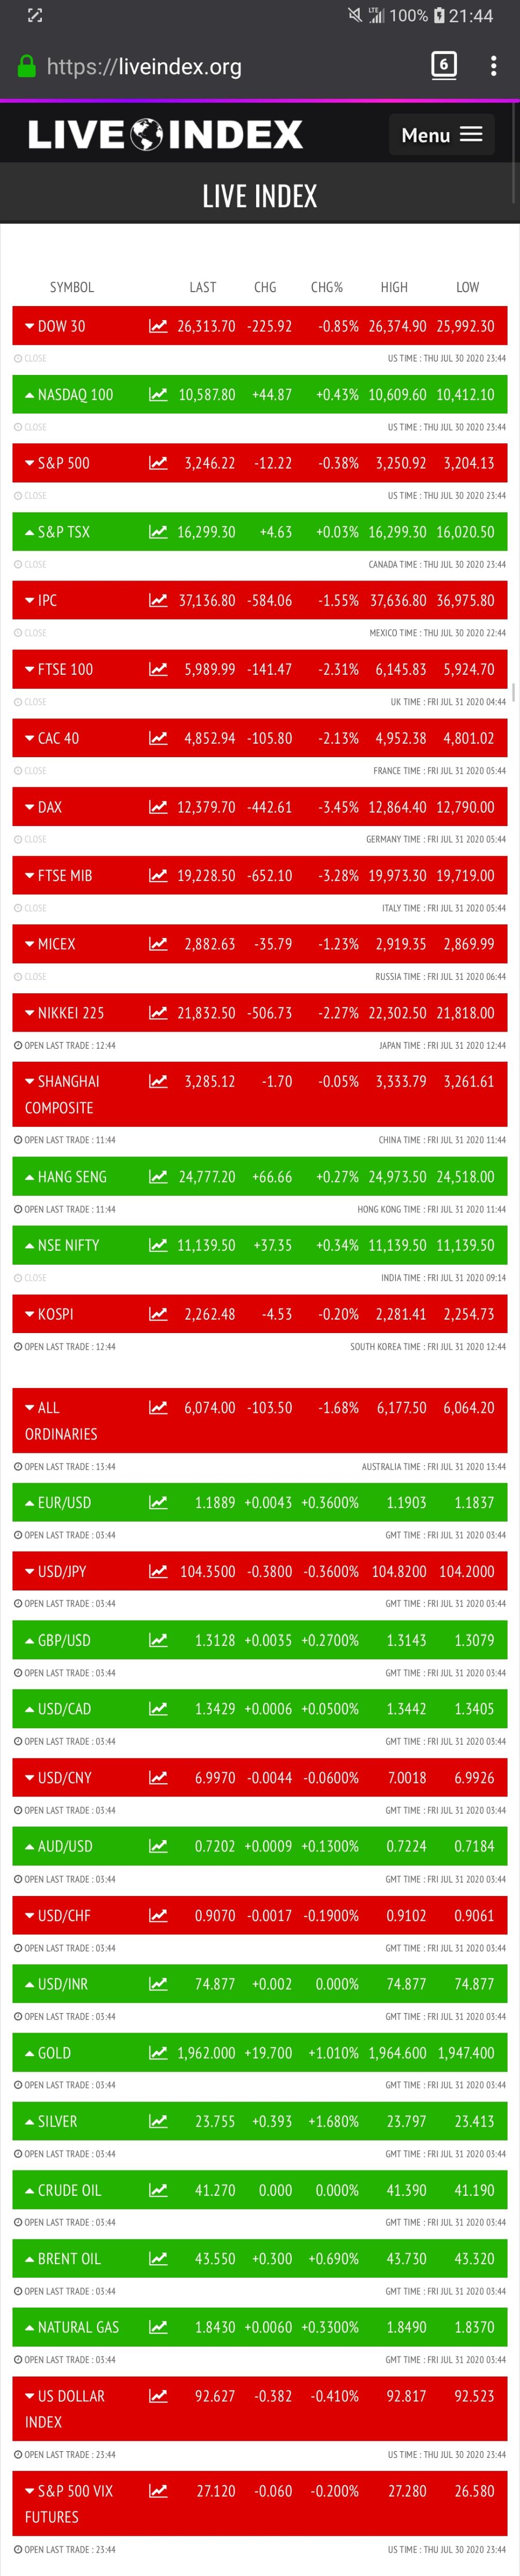 LTE 100% 21:44
https://liveindex.org 6
LIVE INDEX Menu
LIVE INDEX
SYMBOL LAST CHG CHG% HIGH LOW
DOW 30 26,313.70 -225.92 -0.85% 26,374.90 25,992.30
CLOSE US TIME : THU JUL 30 2020 23:44
NASDAQ 100 10,587.80 +44.87 +0.43% 10,609.60 10,412.10
CLOSE US TIME : THU JUL 30 2020 23:44
S&P 500 3,246.22 -12.22 -0.38% 3,250.92 3,204.13
CLOSE US TIME : THU JUL 30 2020 23:44
S&P TSX 16,299.30 +4.63 +0.03% 16,299.30 16,020.50
CLOSE CANADA TIME : THU JUL 30 2020 23:44
IPC 37,136.80 -584.06 -1.55% 37,636.80 36,975.80
CLOSE MEXICO TIME : THU JUL 30 2020 22:44
FTSE 100 5,989.99 -141.47 -2.31% 6,145.83 5,924.70
CLOSE UK TIME : FRI JUL 31 2020 04:44
CAC 40 4,852.94 -105.80 -2.13% 4,952.38 4,801.02
CLOSE FRANCE TIME : FRI JUL 31 2020 05:44
DAX 12,379.70 -442.61 -3.45% 12,864.40 12,790.00
CLOSE GERMANY TIME : FRI JUL 31 2020 05:44
FTSE MIB 19,228.50 -652.10 -3.28% 19,973.30 19,719.00
CLOSE ITALY TIME : FRI JUL 31 2020 05:44
MICEX 2,882.63 -35.79 -1.23% 2,919.35 2,869.99
CLOSE RUSSIA TIME : FRI JUL 31 2020 06:44
NIKKEI 225 21,832.50 -506.73 -2.27% 22,302.50 21,818.00
OPEN LAST TRADE : 12:44 JAPAN TIME : FRI JUL 31 2020 12:44
SHANGHAI 3,285.12 -1.70 -0.05% 3,333.79 3,261.61
COMPOSITE
OPEN LAST TRADE : 11:44 CHINA TIME : FRI JUL 31 2020 11:44
HANG SENG 24,777.20 +66.66 +0.27% 24,973.50 24,518.00
OPEN LAST TRADE : 11:44 HONG KONG TIME : FRI JUL 31 2020 11:44
NSE NIFTY 11,139.50 +37.35 +0.34% 11,139.50 11,139.50
CLOSE INDIA TIME : FRI JUL 31 2020 09:14
KOSPI 2,262.48 -4.53 -0.20% 2,281.41 2,254.73
OPEN LAST TRADE : 12:44 SOUTH KOREA TIME : FRI JUL 31 2020 12:44
ALL 6,074.00 -103.50 -1.68% 6,177.50 6,064.20
ORDINARIES
OPEN LAST TRADE : 13:44 AUSTRALIA TIME : FRI JUL 31 2020 13:44
EUR/USD 1.1889 +0.0043 +0.3600% 1.1903 1.1837
OPEN LAST TRADE : 03:44 GMT TIME : FRI JUL 31 2020 03:44
USD/JPY 104.3500 -0.3800 -0.3600% 104.8200 104.2000
OPEN LAST TRADE : 03:44 GMT TIME : FRI JUL 31 2020 03:44
GBP/USD 1.3128 +0.0035 +0.2700% 1.3143 1.3079
OPEN LAST TRADE : 03:44 GMT TIME : FRI JUL 31 2020 03:44
USD/CAD 1.3429 +0.0006 +0.0500% 1.3442 1.3405
OPEN LAST TRADE : 03:44 GMT TIME : FRI JUL 31 2020 03:44
USD/CNY 6.9970 -0.0044 -0.0600% 7.0018 6.9926
OPEN LAST TRADE : 03:44 GMT TIME : FRI JUL 31 2020 03:44
AUD/USD 0.7202 +0.0009 +0.1300% 0.7224 0.7184
OPEN LAST TRADE : 03:44 GMT TIME : FRI JUL 31 2020 03:44
USD/CHF 0.9070 -0.0017 -0.1900% 0.9102 0.9061
OPEN LAST TRADE : 03:44 GMT TIME : FRI JUL 31 2020 03:44
USD/INR 74.877 +0.002 0.000% 74.877 74.877
OPEN LAST TRADE : 03:44 GMT TIME : FRI JUL 31 2020 03:44
GOLD 1,962.000 +19.700 +1.010% 1,964.600 1,947.400
OPEN LAST TRADE : 03:44 GMT TIME : FRI JUL 31 2020 03:44
SILVER 23.755 +0.393 +1.680% 23.797 23.413
OPEN LAST TRADE : 03:44 GMT TIME : FRI JUL 31 2020 03:44
CRUDE OIL 41.270 0.000 0.000% 41.390 41.190
OPEN LAST TRADE : 03:44 GMT TIME : FRI JUL 31 2020 03:44
BRENT OIL 43.550 +0.300 +0.690% 43.730 43.320
OPEN LAST TRADE : 03:44 GMT TIME : FRI JUL 31 2020 03:44
NATURAL GAS 1.8430 +0.0060 +0.3300% 1.8490 1.8370
OPEN LAST TRADE : 03:44 GMT TIME : FRI JUL 31 2020 03:44
US DOLLAR 92.627 -0.382 -0.410% 92.817 92.523
INDEX
OPEN LAST TRADE : 23:44 US TIME : THU JUL 30 2020 23:44
S&P 500 VIX 27.120 -0.060 -0.200% 27.280 26.580
FUTURES
OPEN LAST TRADE : 23:44 US TIME : THU JUL 30 2020 23:44